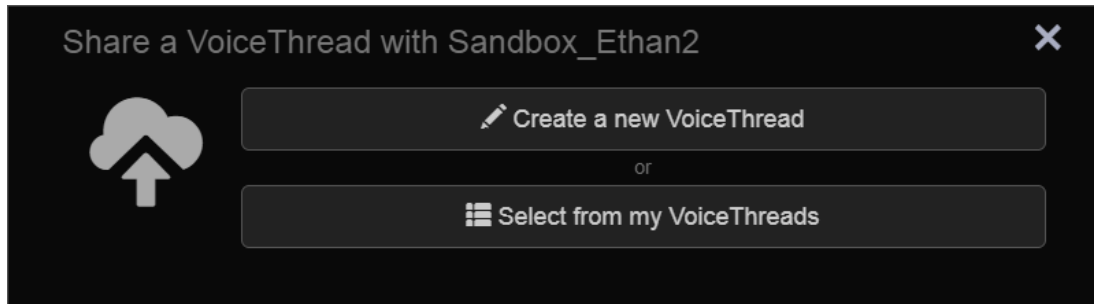 Share a VoiceThread with Sandbox_Ethan2
Create a new VoiceThread
or
Select from my VoiceThreads